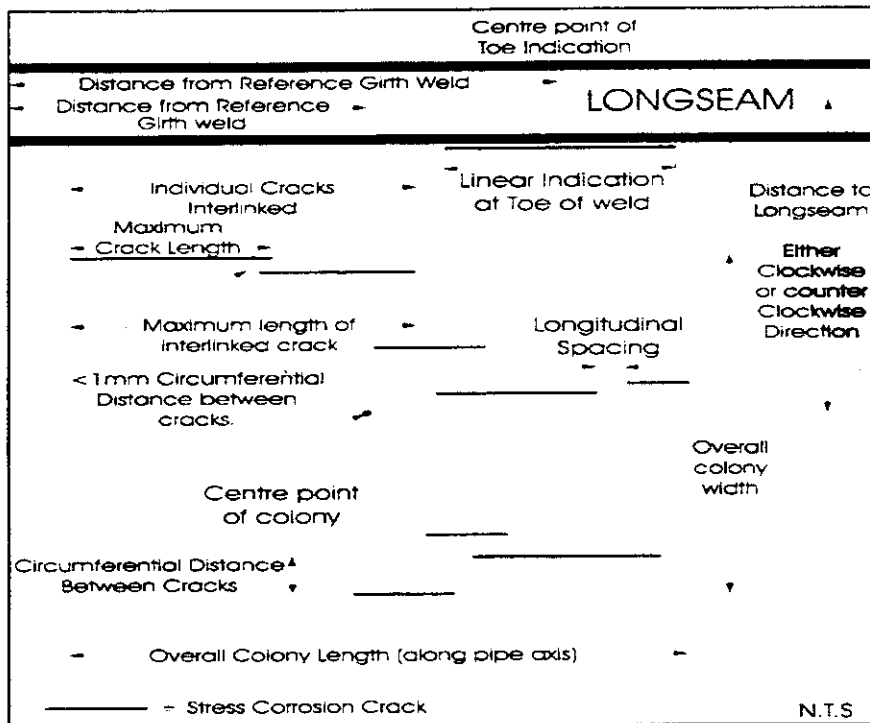 Centre point of
Toe Indication
Distance from Reference Girth Weld
Distance from Reference
Girth weld
LONGSEAM
Individual Cracks
Interlinked
Linear Indication
at Toe of weld
Distance to
Longseam
Maximum
Crack Length
Either
Clockwise
or counter
Clockwise
Direction
Maximum length of
interlinked crack
Longitudinal
Spacing
<1mm Circumferential
Distance between
cracks.
Overall
colony
width
Centre point
of colony
Circumferential Distance
Between Cracks
Overall Colony Length (along pipe axis)
= Stress Corrosion Crack
N.T.S